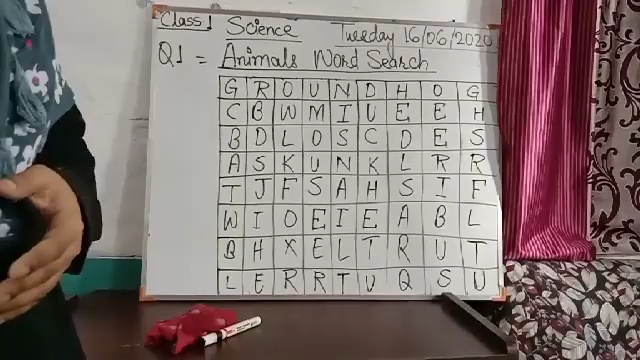 Class 1 Science Tuesday 16/06/2020
Q1 = Animals Word Search
G R O U N D H O G
C B W M I U E E H
B D L O S C D E S
A S K U N K L R R
T J F S A H S I F
W I O E I E A B L
B H X E L T R U T
L E R R T U Q S U